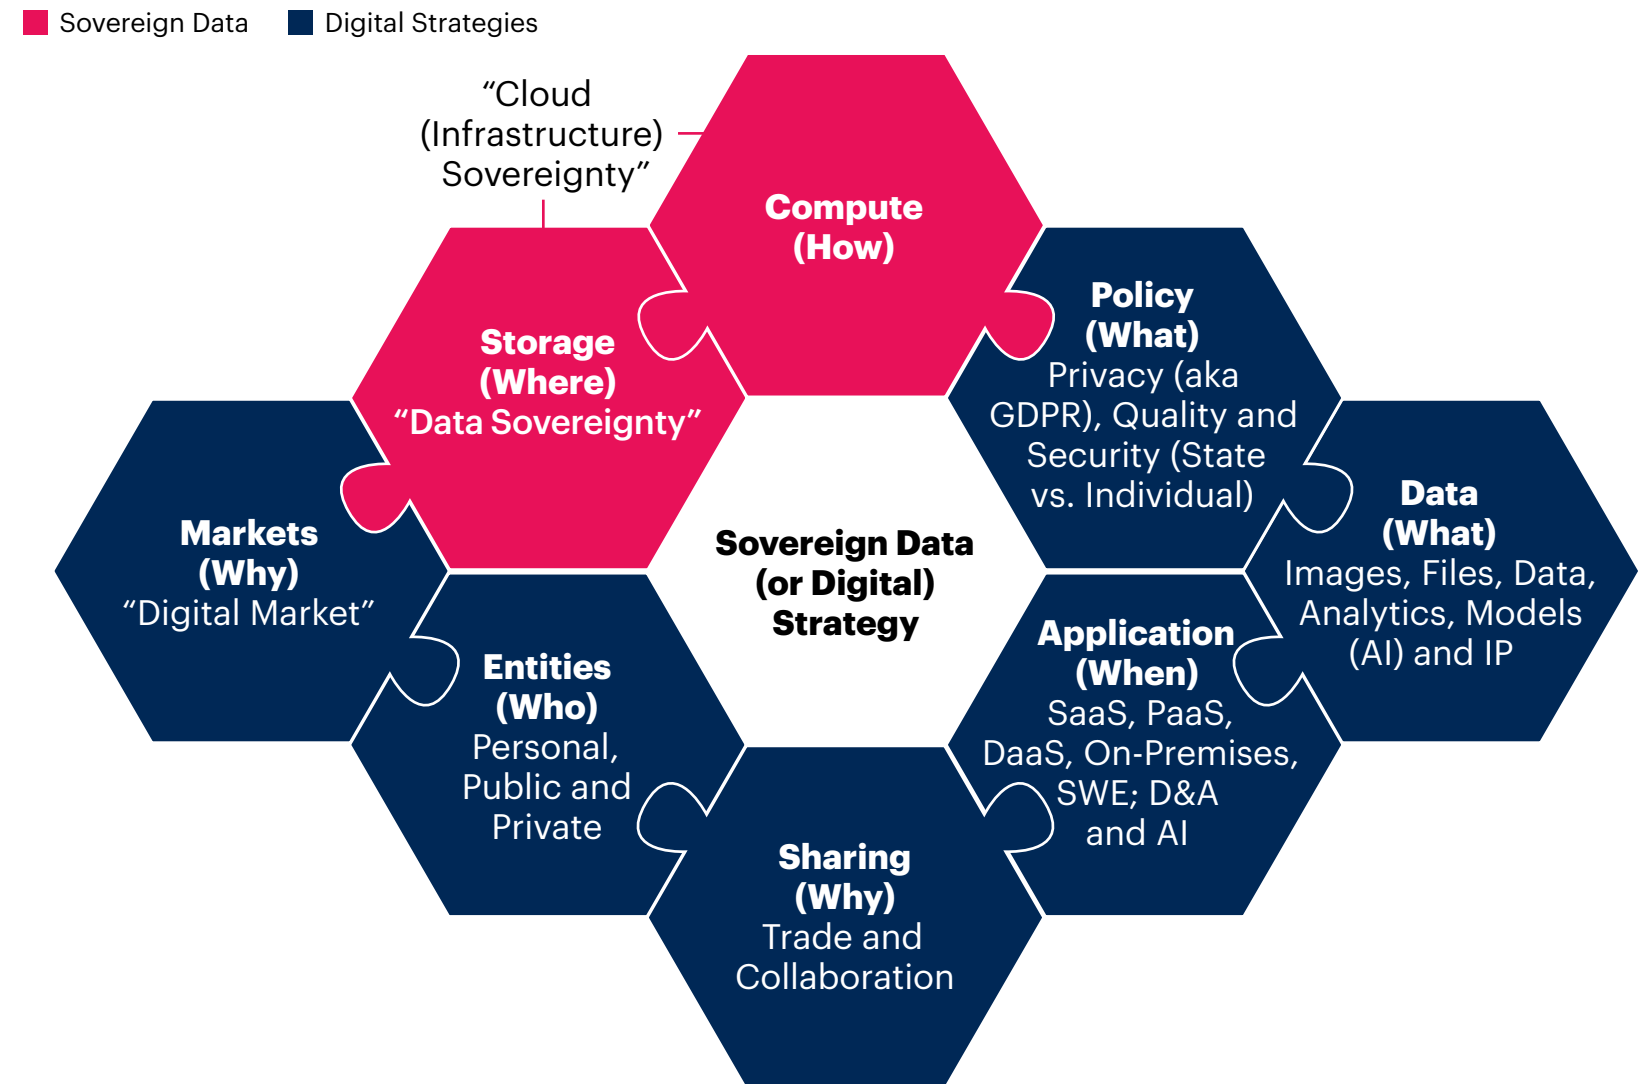 Sovereign Data
Digital Strategies
“Cloud
(Infrastructure)
Sovereignty”
Compute
(How)
Storage
(Where)
“Data Sovereignty”
Policy
(What)
Privacy (aka
GDPR), Quality and
Security (State
vs. Individual)
Markets
(Why)
“Digital Market”
Sovereign Data
(or Digital)
Strategy
Data
(What)
Images, Files, Data,
Analytics, Models
(AI) and IP
Entities
(Who)
Personal,
Public and
Private
Application
(When)
SaaS, PaaS,
DaaS, On-Premises,
SWE; D&A
and AI
Sharing
(Why)
Trade and
Collaboration